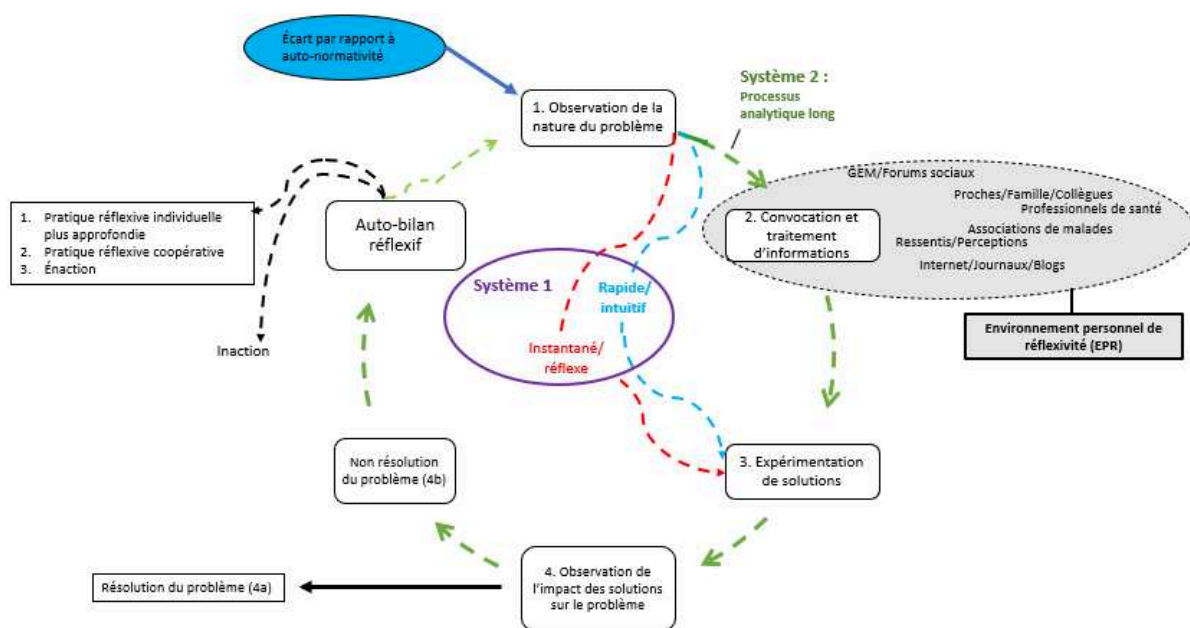 Écart par rapport à
auto-normativité
1. Observation de la
nature du problème
Système 2 :
Processus
analytique long
GEM/Forums sociaux
Proches/Famille/Collègues
Professionnels de santé
2. Convocation et
traitement
d'informations
Associations de malades
Ressentis/Perceptions
Internet/Journaux/Blogs
Environnement personnel de
réflexivité (EPR)
1. Pratique réflexive individuelle
plus approfondie
2. Pratique réflexive coopérative
3. Énaction
Auto-bilan
réflexif
Inaction
Système 1
Rapide/
intuitif
Instantané/
réflexe
Non résolution
du problème (4b)
3. Expérimentation
de solutions
4. Observation de
l'impact des solutions
sur le problème
Résolution du problème (4a)